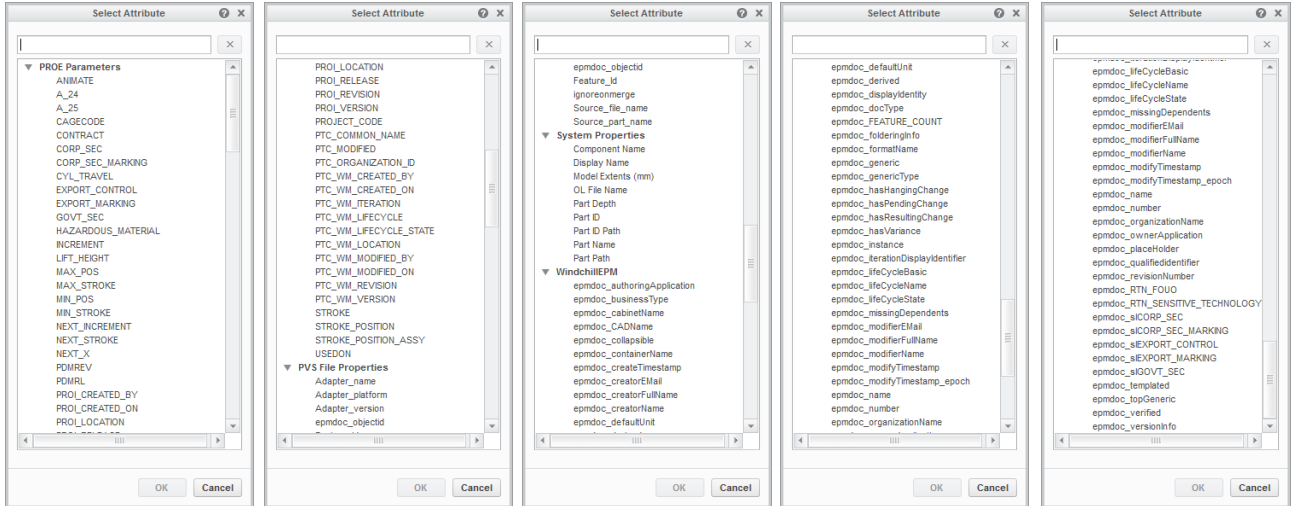 Select Attribute
PROE Parameters
ANIMATE
A_24
A_25
CAGECODE
CONTRACT
CORP_SEC
CORP_SEC_MARKING
CYL_TRAVEL
EXPORT_CONTROL
EXPORT_MARKING
GOVT_SEC
HAZARDOUS_MATERIAL
INCREMENT
LIFT_HEIGHT
MAX_POS
MAX_STROKE
MIN_POS
MIN_STROKE
NEXT_INCREMENT
NEXT_STROKE
NEXT_X
PDMREV
PDMRL
PROI_CREATED_BY
PROI_CREATED_ON
PROI_LOCATION
OK Cancel
Select Attribute
PROI_LOCATION
PROI_RELEASE
PROI_REVISION
PROI_VERSION
PROJECT_CODE
PTC_COMMON_NAME
PTC_MODIFIED
PTC_ORGANIZATION_ID
PTC_WM_CREATED_BY
PTC_WM_CREATED_ON
PTC_WM_ITERATION
PTC_WM_LIFECYCLE
PTC_WM_LIFECYCLE_STATE
PTC_WM_LOCATION
PTC_WM_MODIFIED_BY
PTC_WM_MODIFIED_ON
PTC_WM_REVISION
PTC_WM_VERSION
STROKE
STROKE_POSITION
STROKE_POSITION_ASSY
USEDON
PVS File Properties
Adapter_name
Adapter_platform
Adapter_version
epmdoc_objectid
OK Cancel
Select Attribute
epmdoc_objectid
Feature_Id
ignoreonmerge
Source_file_name
Source_part_name
System Properties
Component Name
Display Name
Model Extents (mm)
OL File Name
Part Depth
Part ID
Part ID Path
Part Name
Part Path
WindchillEPM
epmdoc_authoringApplication
epmdoc_businessType
epmdoc_cabinetName
epmdoc_CADName
epmdoc_collapsible
epmdoc_containerName
epmdoc_createTimestamp
epmdoc_creatorEMail
epmdoc_creatorFullName
epmdoc_creatorName
epmdoc_defaultUnit
OK Cancel
Select Attribute
epmdoc_defaultUnit
epmdoc_derived
epmdoc_displayIdentity
epmdoc_docType
epmdoc_FEATURE_COUNT
epmdoc_folderingInfo
epmdoc_formatName
epmdoc_generic
epmdoc_genericType
epmdoc_hasHangingChange
epmdoc_hasPendingChange
epmdoc_hasResultingChange
epmdoc_hasVariance
epmdoc_instance
epmdoc_iterationDisplayIdentifier
epmdoc_lifeCycleBasic
epmdoc_lifeCycleName
epmdoc_lifeCycleState
epmdoc_missingDependents
epmdoc_modifierEMail
epmdoc_modifierFullName
epmdoc_modifierName
epmdoc_modifyTimestamp
epmdoc_modifyTimestamp_epoch
epmdoc_name
epmdoc_number
epmdoc_organizationName
OK Cancel
Select Attribute
epmdoc_lifeCycleBasic
epmdoc_lifeCycleName
epmdoc_lifeCycleState
epmdoc_missingDependents
epmdoc_modifierEMail
epmdoc_modifierFullName
epmdoc_modifierName
epmdoc_modifyTimestamp
epmdoc_modifyTimestamp_epoch
epmdoc_name
epmdoc_number
epmdoc_organizationName
epmdoc_ownerApplication
epmdoc_placeHolder
epmdoc_qualifiedidentifier
epmdoc_revisionNumber
epmdoc_RTN_FOUO
epmdoc_RTN_SENSITIVE_TECHNOLOGY
epmdoc_slCORP_SEC
epmdoc_slCORP_SEC_MARKING
epmdoc_slEXPORT_CONTROL
epmdoc_slEXPORT_MARKING
epmdoc_slGOVT_SEC
epmdoc_templated
epmdoc_topGeneric
epmdoc_verified
epmdoc_versionInfo
OK Cancel